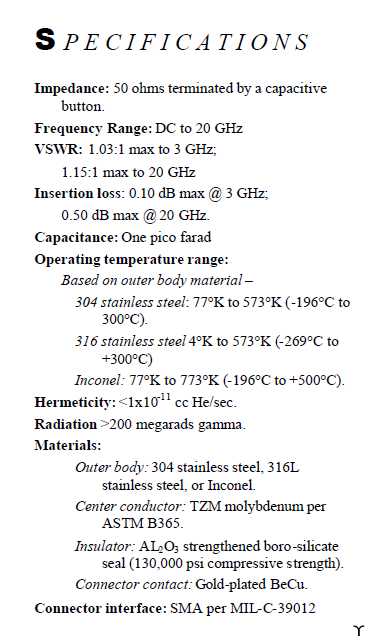 SPECIFICATIONS
Impedance: 50 ohms terminated by a capacitive
button.
Frequency Range: DC to 20 GHz
VSWR: 1.03:1 max to 3 GHz;
1.15:1 max to 20 GHz
Insertion loss: 0.10 dB max @ 3 GHz;
0.50 dB max @ 20 GHz.
Capacitance: One pico farad
Operating temperature range:
Based on outer body material –
304 stainless steel: 77°K to 573°K (-196°C to
300°C).
316 stainless steel 4°K to 573°K (-269°C to
+300°C)
Inconel: 77°K to 773°K (-196°C to +500°C).
Hermeticity: <1x10⁻¹¹ cc He/sec.
Radiation >200 megarads gamma.
Materials:
Outer body: 304 stainless steel, 316L
stainless steel, or Inconel.
Center conductor: TZM molybdenum per
ASTM B365.
Insulator: AL₂O₃ strengthened boro-silicate
seal (130,000 psi compressive strength).
Connector contact: Gold-plated BeCu.
Connector interface: SMA per MIL-C-39012